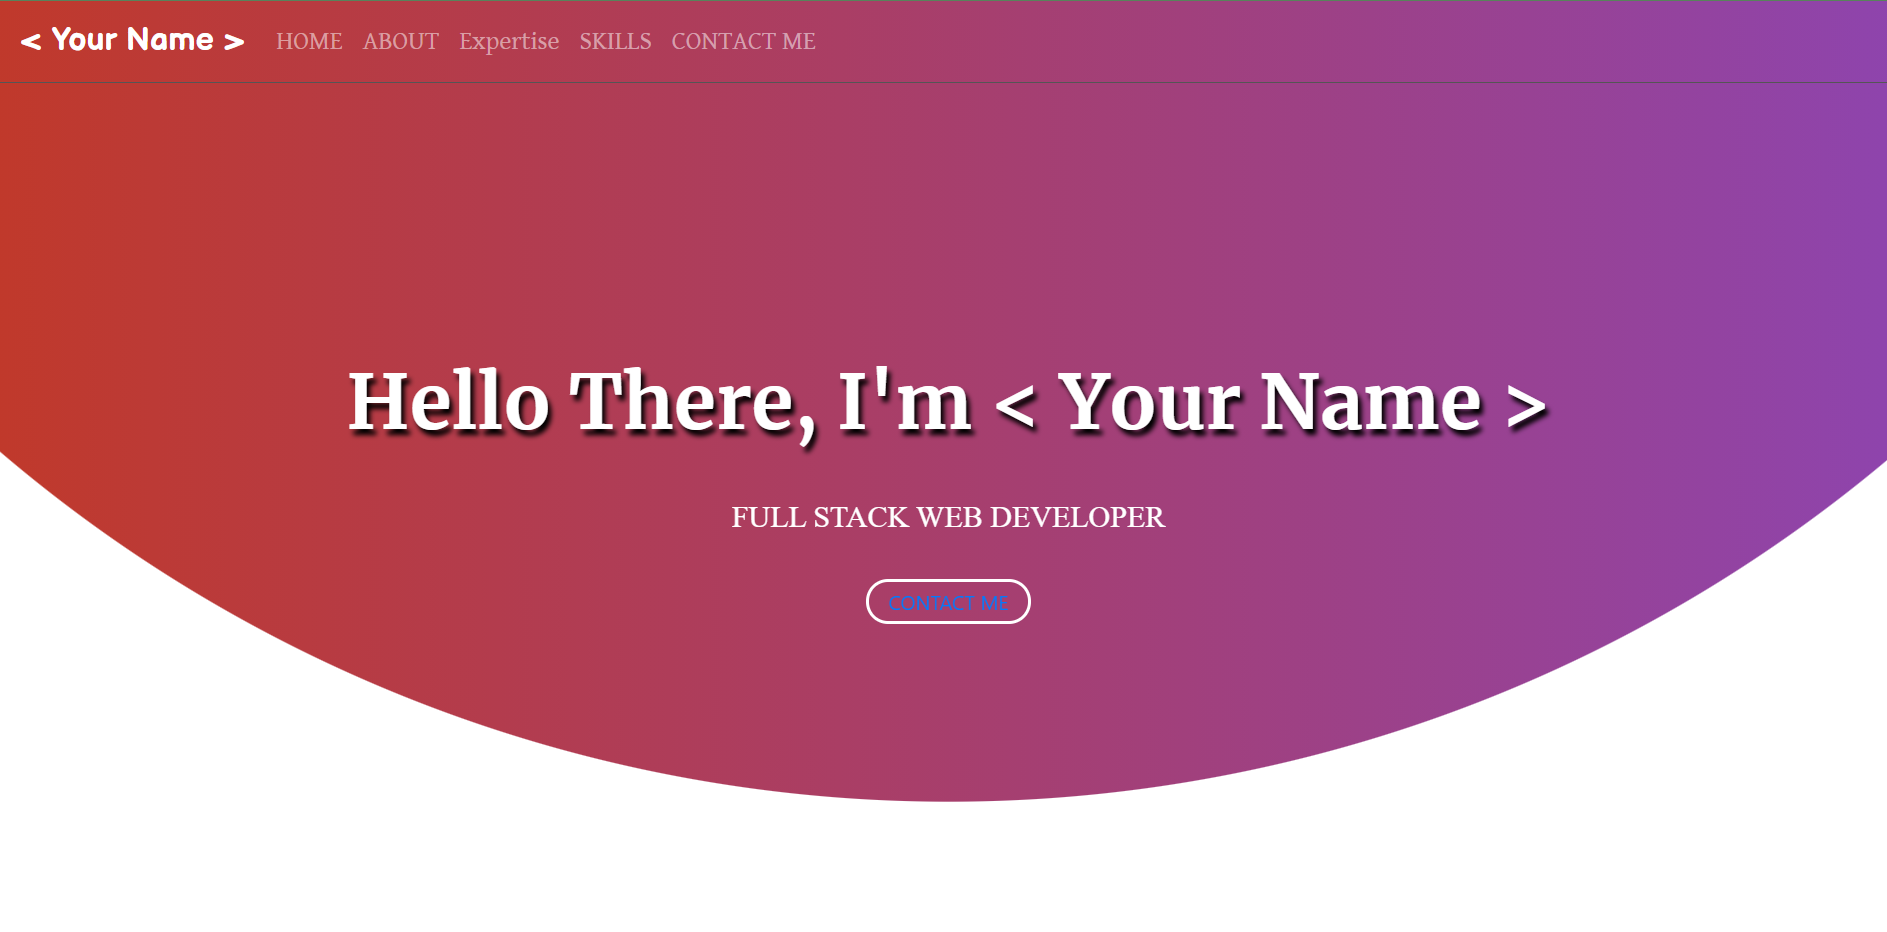 < Your Name > HOME ABOUT Expertise SKILLS CONTACT ME
Hello There, I'm < Your Name >
FULL STACK WEB DEVELOPER
CONTACT ME